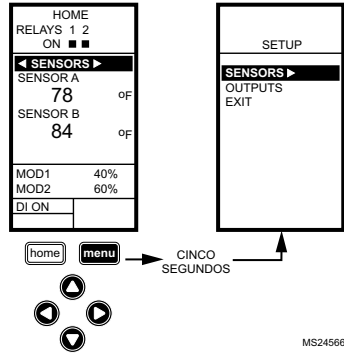 HOME
RELAYS 1 2
ON ■ ■
◄ SENSORS ►
SENSOR A
78 ºF
SENSOR B
84 ºF
MOD1 40%
MOD2 60%
DI ON
home menu
CINCO
SEGUNDOS
SETUP
SENSORS ►
OUTPUTS
EXIT
MS24566